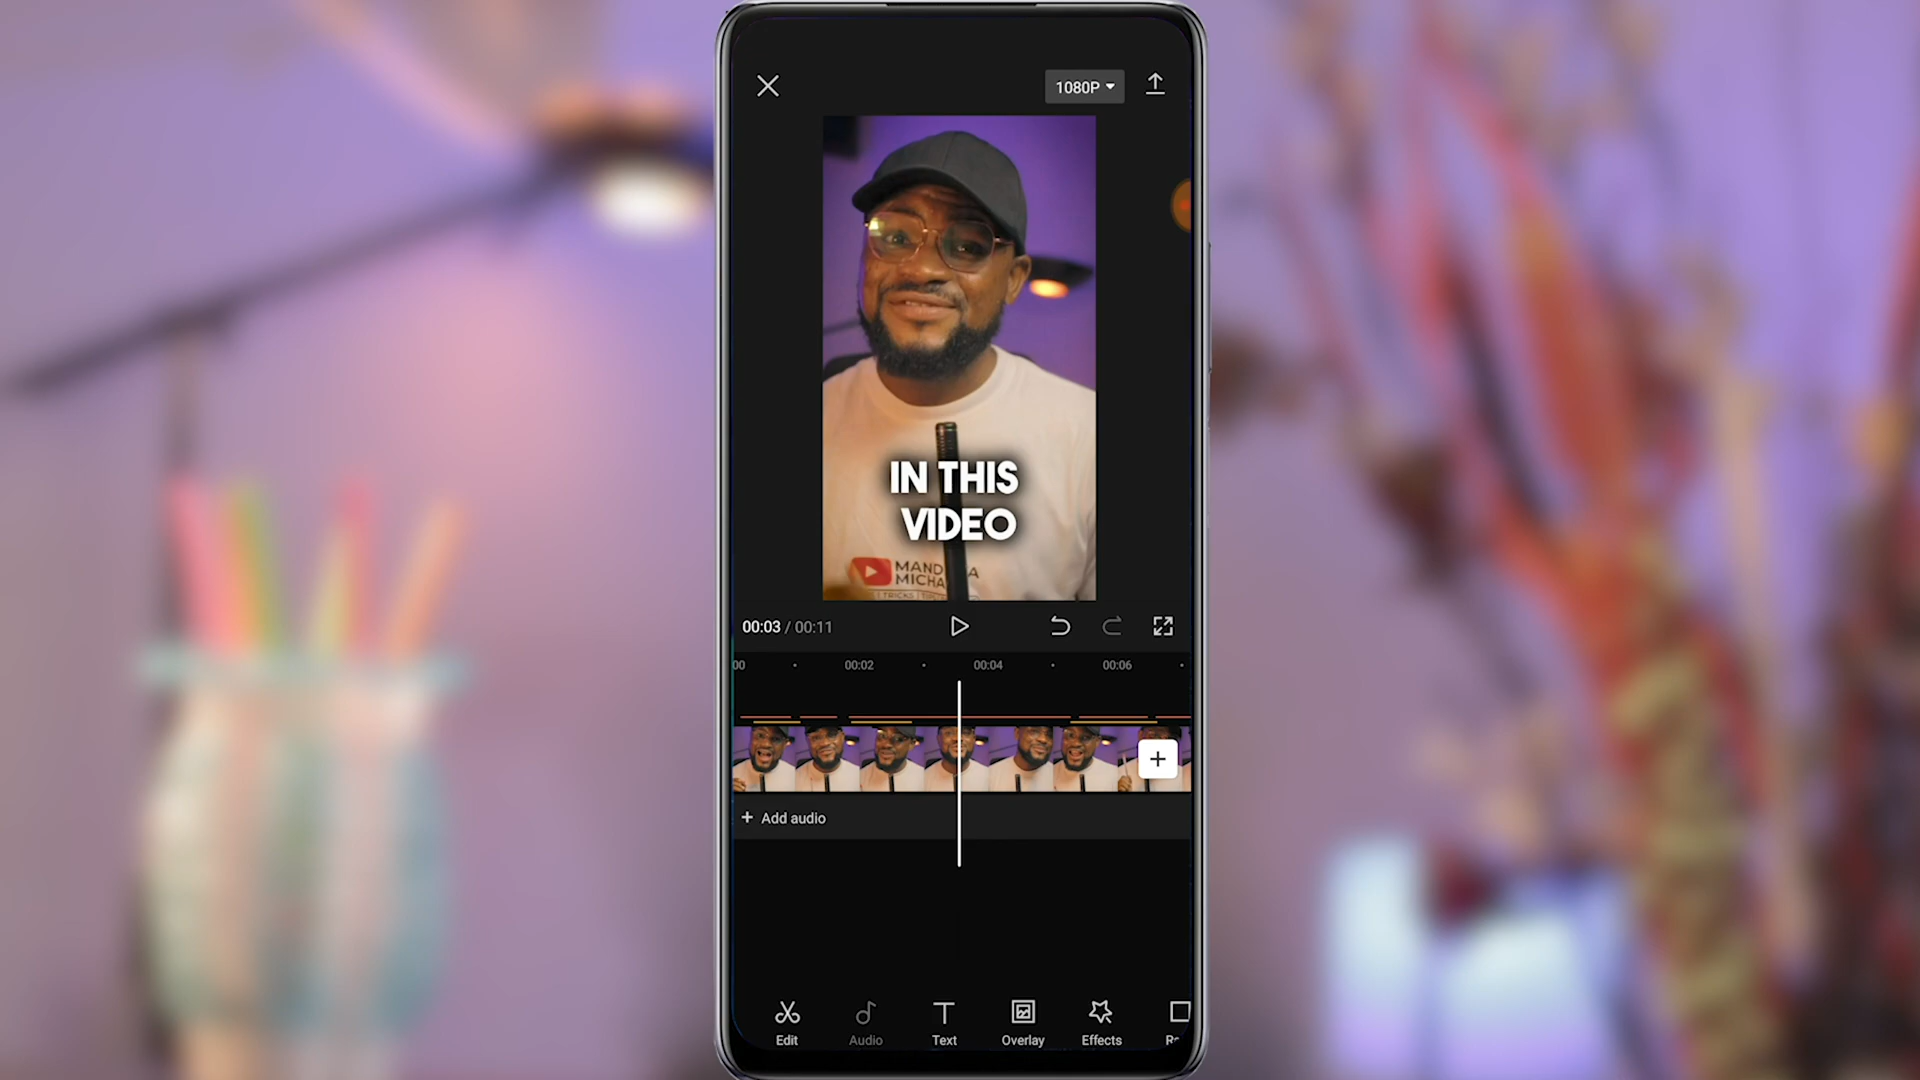 1080P
IN THIS
VIDEO
00:03 / 00:11
00
00:02
00:04
00:06
+ Add audio
Edit
Audio
Text
Overlay
Effects